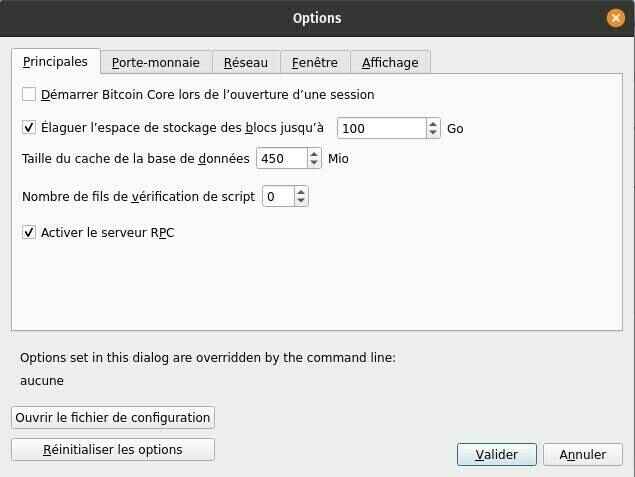 Options
Principales
Porte-monnaie
Réseau
Fenêtre
Affichage
Démarrer Bitcoin Core lors de l’ouverture d’une session
Élaguer l’espace de stockage des blocs jusqu’à 100 Go
Taille du cache de la base de données 450 Mio
Nombre de fils de vérification de script 0
Activer le serveur RPC
Options set in this dialog are overridden by the command line:
aucune
Ouvrir le fichier de configuration
Réinitialiser les options
Valider
Annuler